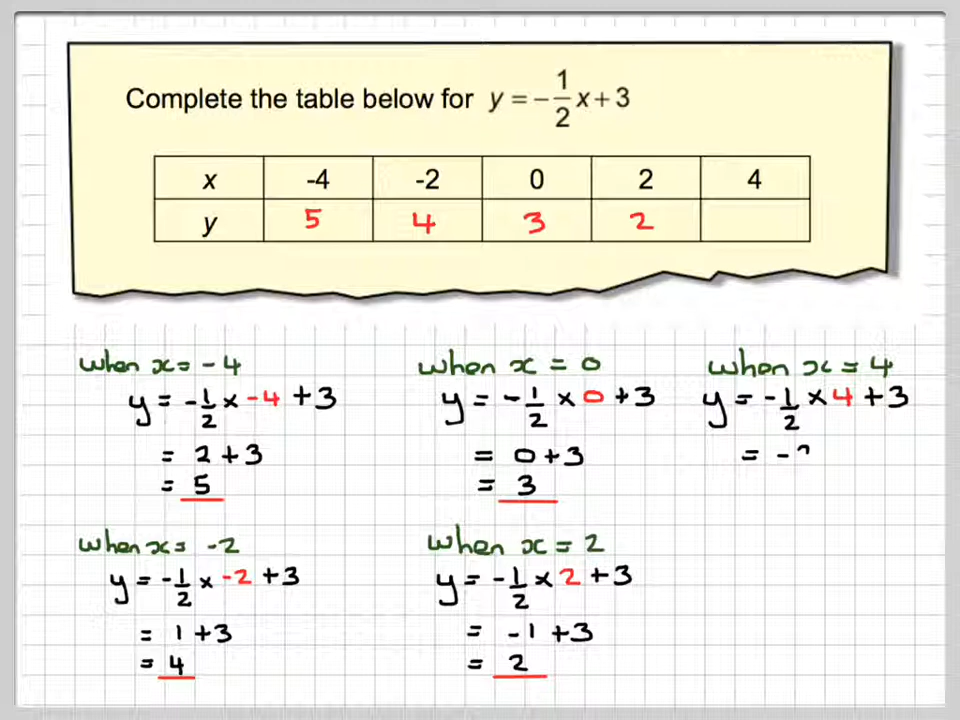 Complete the table below for y = -1/2 x + 3
x -4 -2 0 2 4
y 5 4 3 2
when x = -4
y = -1/2 × -4 + 3
= 2 + 3
= 5
when x = -2
y = -1/2 × -2 + 3
= 1 + 3
= 4
when x = 0
y = -1/2 × 0 + 3
= 0 + 3
= 3
when x = 2
y = -1/2 × 2 + 3
= -1 + 3
= 2
when x = 4
y = -1/2 × 4 + 3
= -